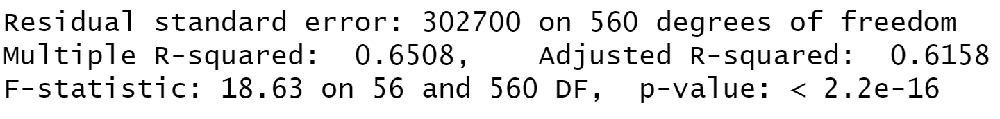 Residual standard error: 302700 on 560 degrees of freedom
Multiple R-squared:  0.6508,    Adjusted R-squared:  0.6158
F-statistic: 18.63 on 56 and 560 DF,  p-value: < 2.2e-16